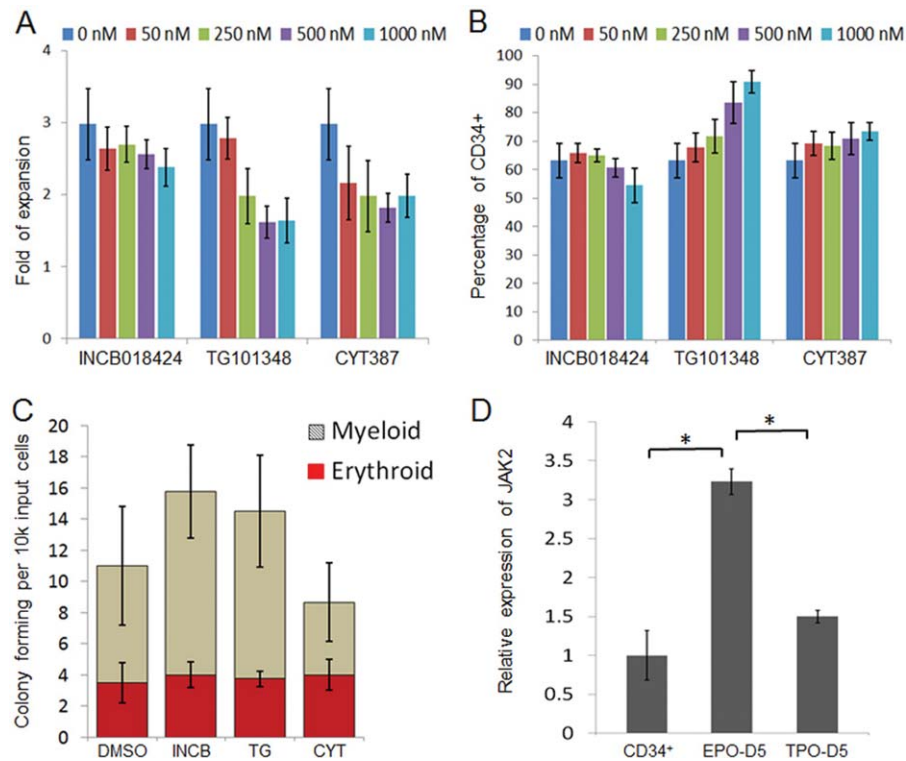 A
0 nM 50 nM 250 nM 500 nM 1000 nM
Fold of expansion
4
3
2
1
0
INCB018424 TG101348 CYT387
B
0 nM 50 nM 250 nM 500 nM 1000 nM
Percentage of CD34+
100
90
80
70
60
50
40
30
20
10
0
INCB018424 TG101348 CYT387
C
Myeloid
Erythroid
Colony forming per 10k input cells
20
18
16
14
12
10
8
6
4
2
0
DMSO INCB TG CYT
D
Relative expression of JAK2
4
3.5
3
2.5
2
1.5
1
0.5
0
* *
CD34⁺ EPO-D5 TPO-D5